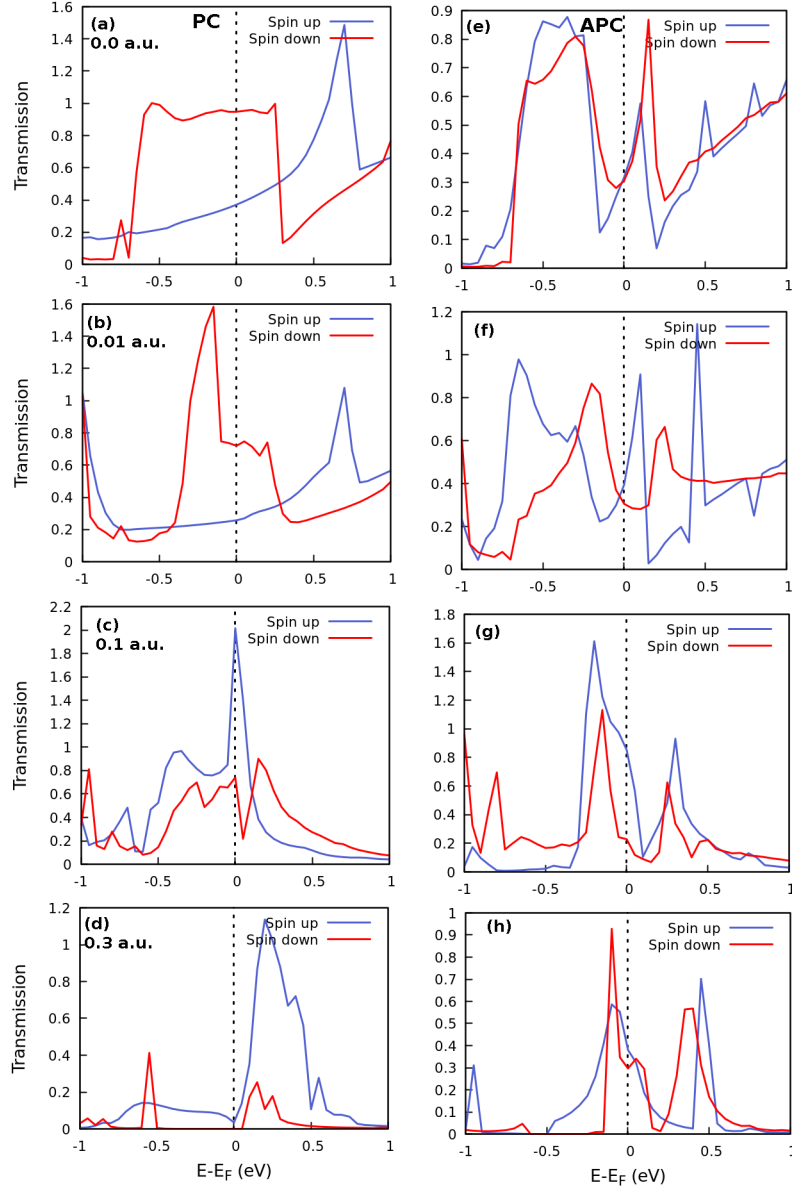 (a) PC
0.0 a.u.
Spin up
Spin down
Transmission
1.6
1.4
1.2
1
0.8
0.6
0.4
0.2
0
-1 -0.5 0 0.5 1
(e) APC
Spin up
Spin down
0.9
0.8
0.7
0.6
0.5
0.4
0.3
0.2
0.1
0
-1 -0.5 0 0.5 1
(b)
0.01 a.u.
Spin up
Spin down
Transmission
1.6
1.4
1.2
1
0.8
0.6
0.4
0.2
0
-1 -0.5 0 0.5 1
(f)
Spin up
Spin down
1.2
1
0.8
0.6
0.4
0.2
0
-1 -0.5 0 0.5 1
(c)
0.1 a.u.
Spin up
Spin down
Transmission
2.2
2
1.8
1.6
1.4
1.2
1
0.8
0.6
0.4
0.2
0
-1 -0.5 0 0.5 1
(g)
Spin up
Spin down
1.8
1.6
1.4
1.2
1
0.8
0.6
0.4
0.2
0
-1 -0.5 0 0.5 1
(d)
0.3 a.u.
Spin up
Spin down
Transmission
1.2
1
0.8
0.6
0.4
0.2
0
-1 -0.5 0 0.5 1
E-E_F (eV)
(h)
Spin up
Spin down
1
0.9
0.8
0.7
0.6
0.5
0.4
0.3
0.2
0.1
0
-1 -0.5 0 0.5 1
E-E_F (eV)